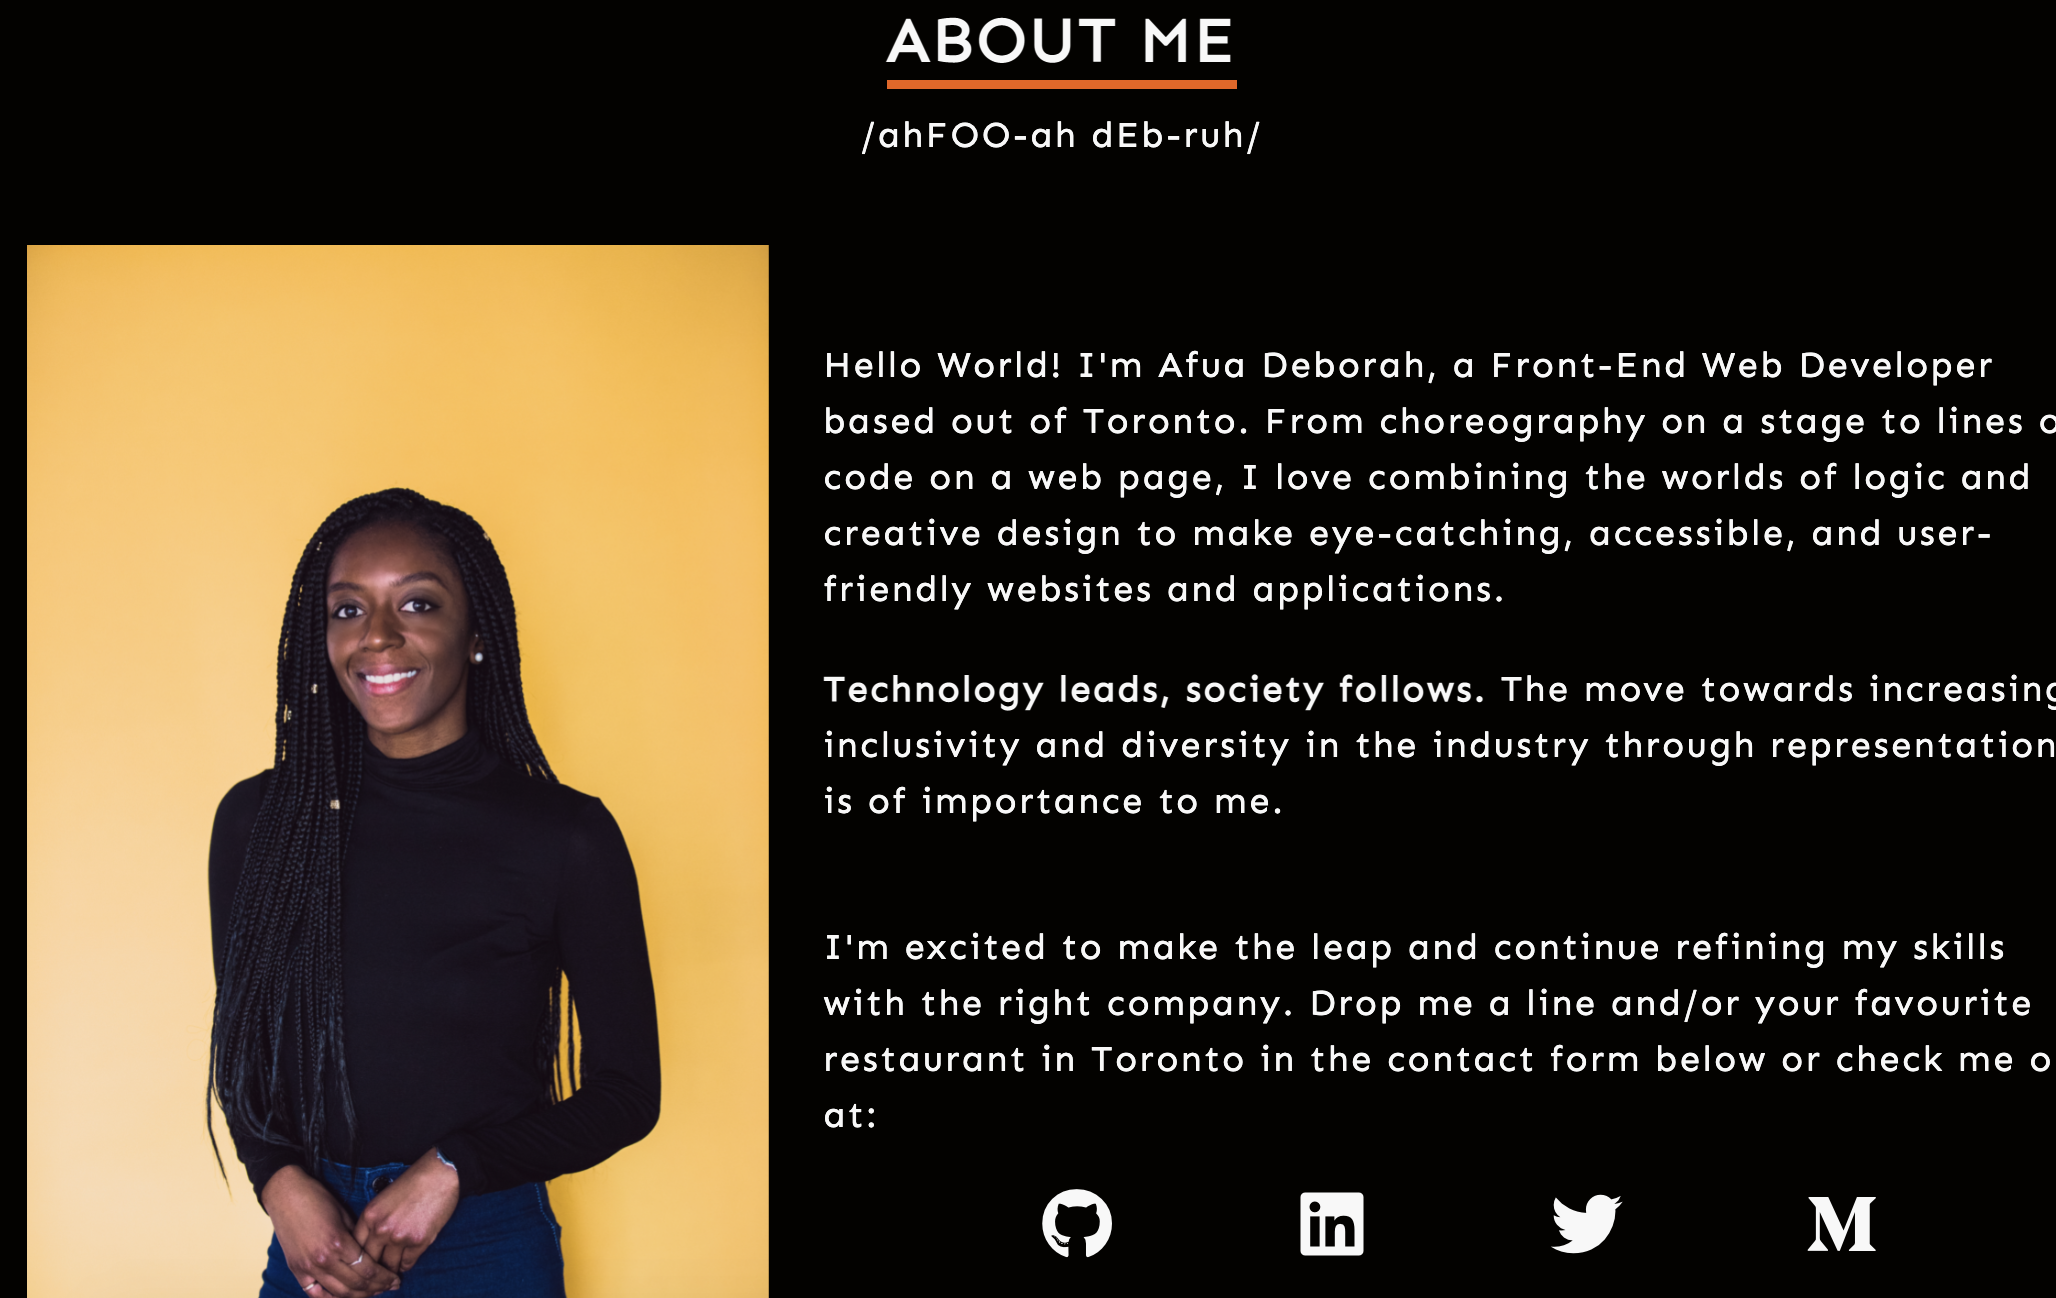 ABOUT ME
/ahFOO-ah dEb-ruh/
Hello World! I'm Afua Deborah, a Front-End Web Developer
based out of Toronto. From choreography on a stage to lines
code on a web page, I love combining the worlds of logic and
creative design to make eye-catching, accessible, and user-
friendly websites and applications.
Technology leads, society follows. The move towards increasing
inclusivity and diversity in the industry through representation
is of importance to me.
I'm excited to make the leap and continue refining my skills
with the right company. Drop me a line and/or your favourite
restaurant in Toronto in the contact form below or check me
at:
in
M